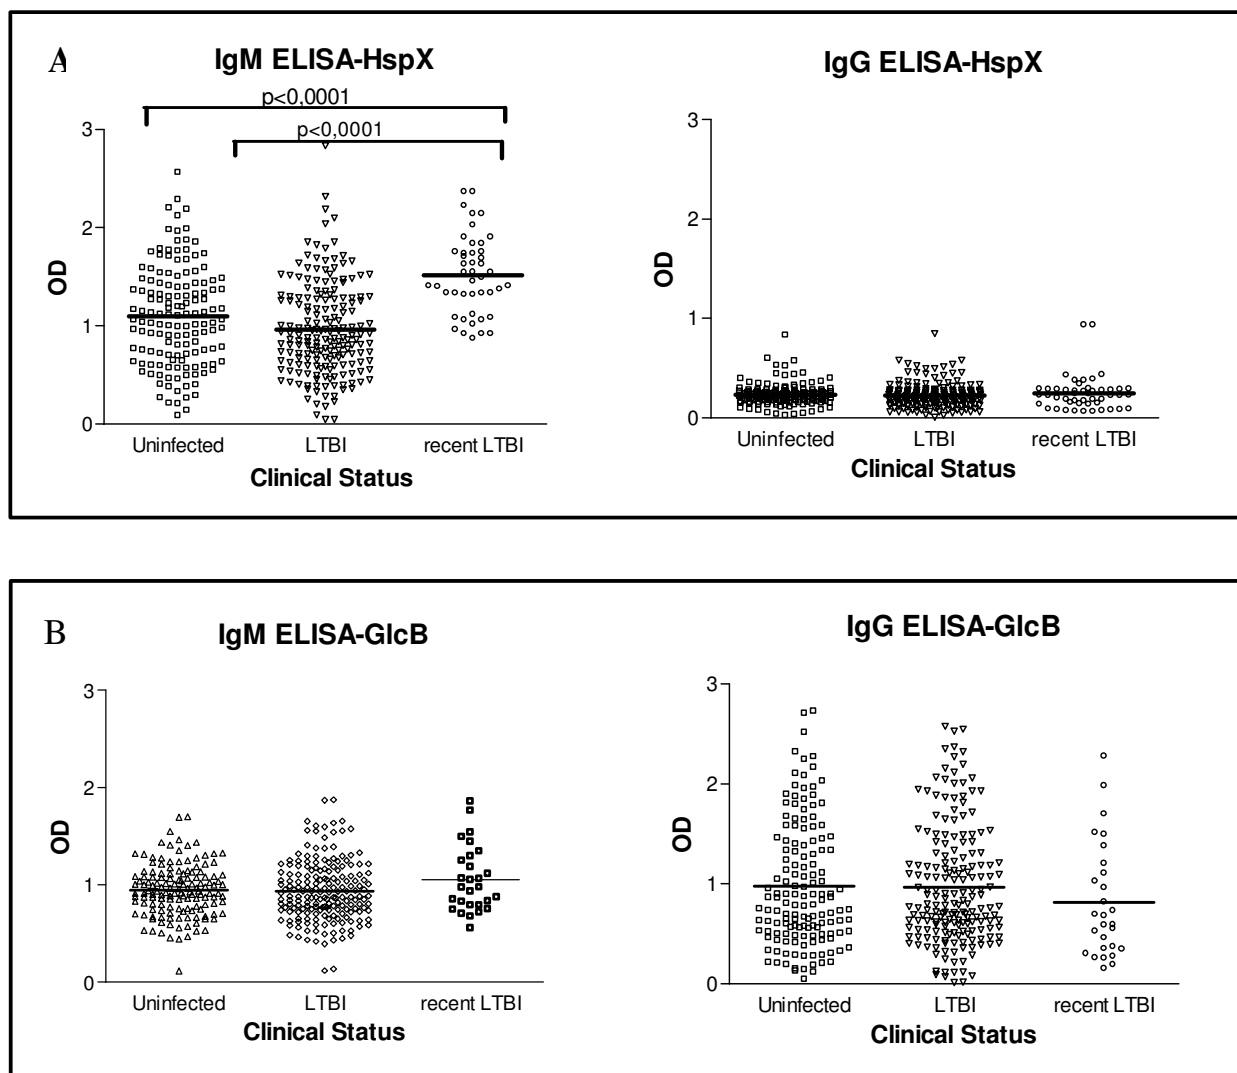 A
IgM ELISA-HspX
IgG ELISA-HspX
p<0,0001
p<0,0001
3
2
1
0
OD
Uninfected
LTBI
recent LTBI
Clinical Status
3
2
1
0
OD
Uninfected
LTBI
recent LTBI
Clinical Status
B
IgM ELISA-GlcB
IgG ELISA-GlcB
3
2
1
0
OD
Uninfected
LTBI
recent LTBI
Clinical Status
3
2
1
0
OD
Uninfected
LTBI
recent LTBI
Clinical Status